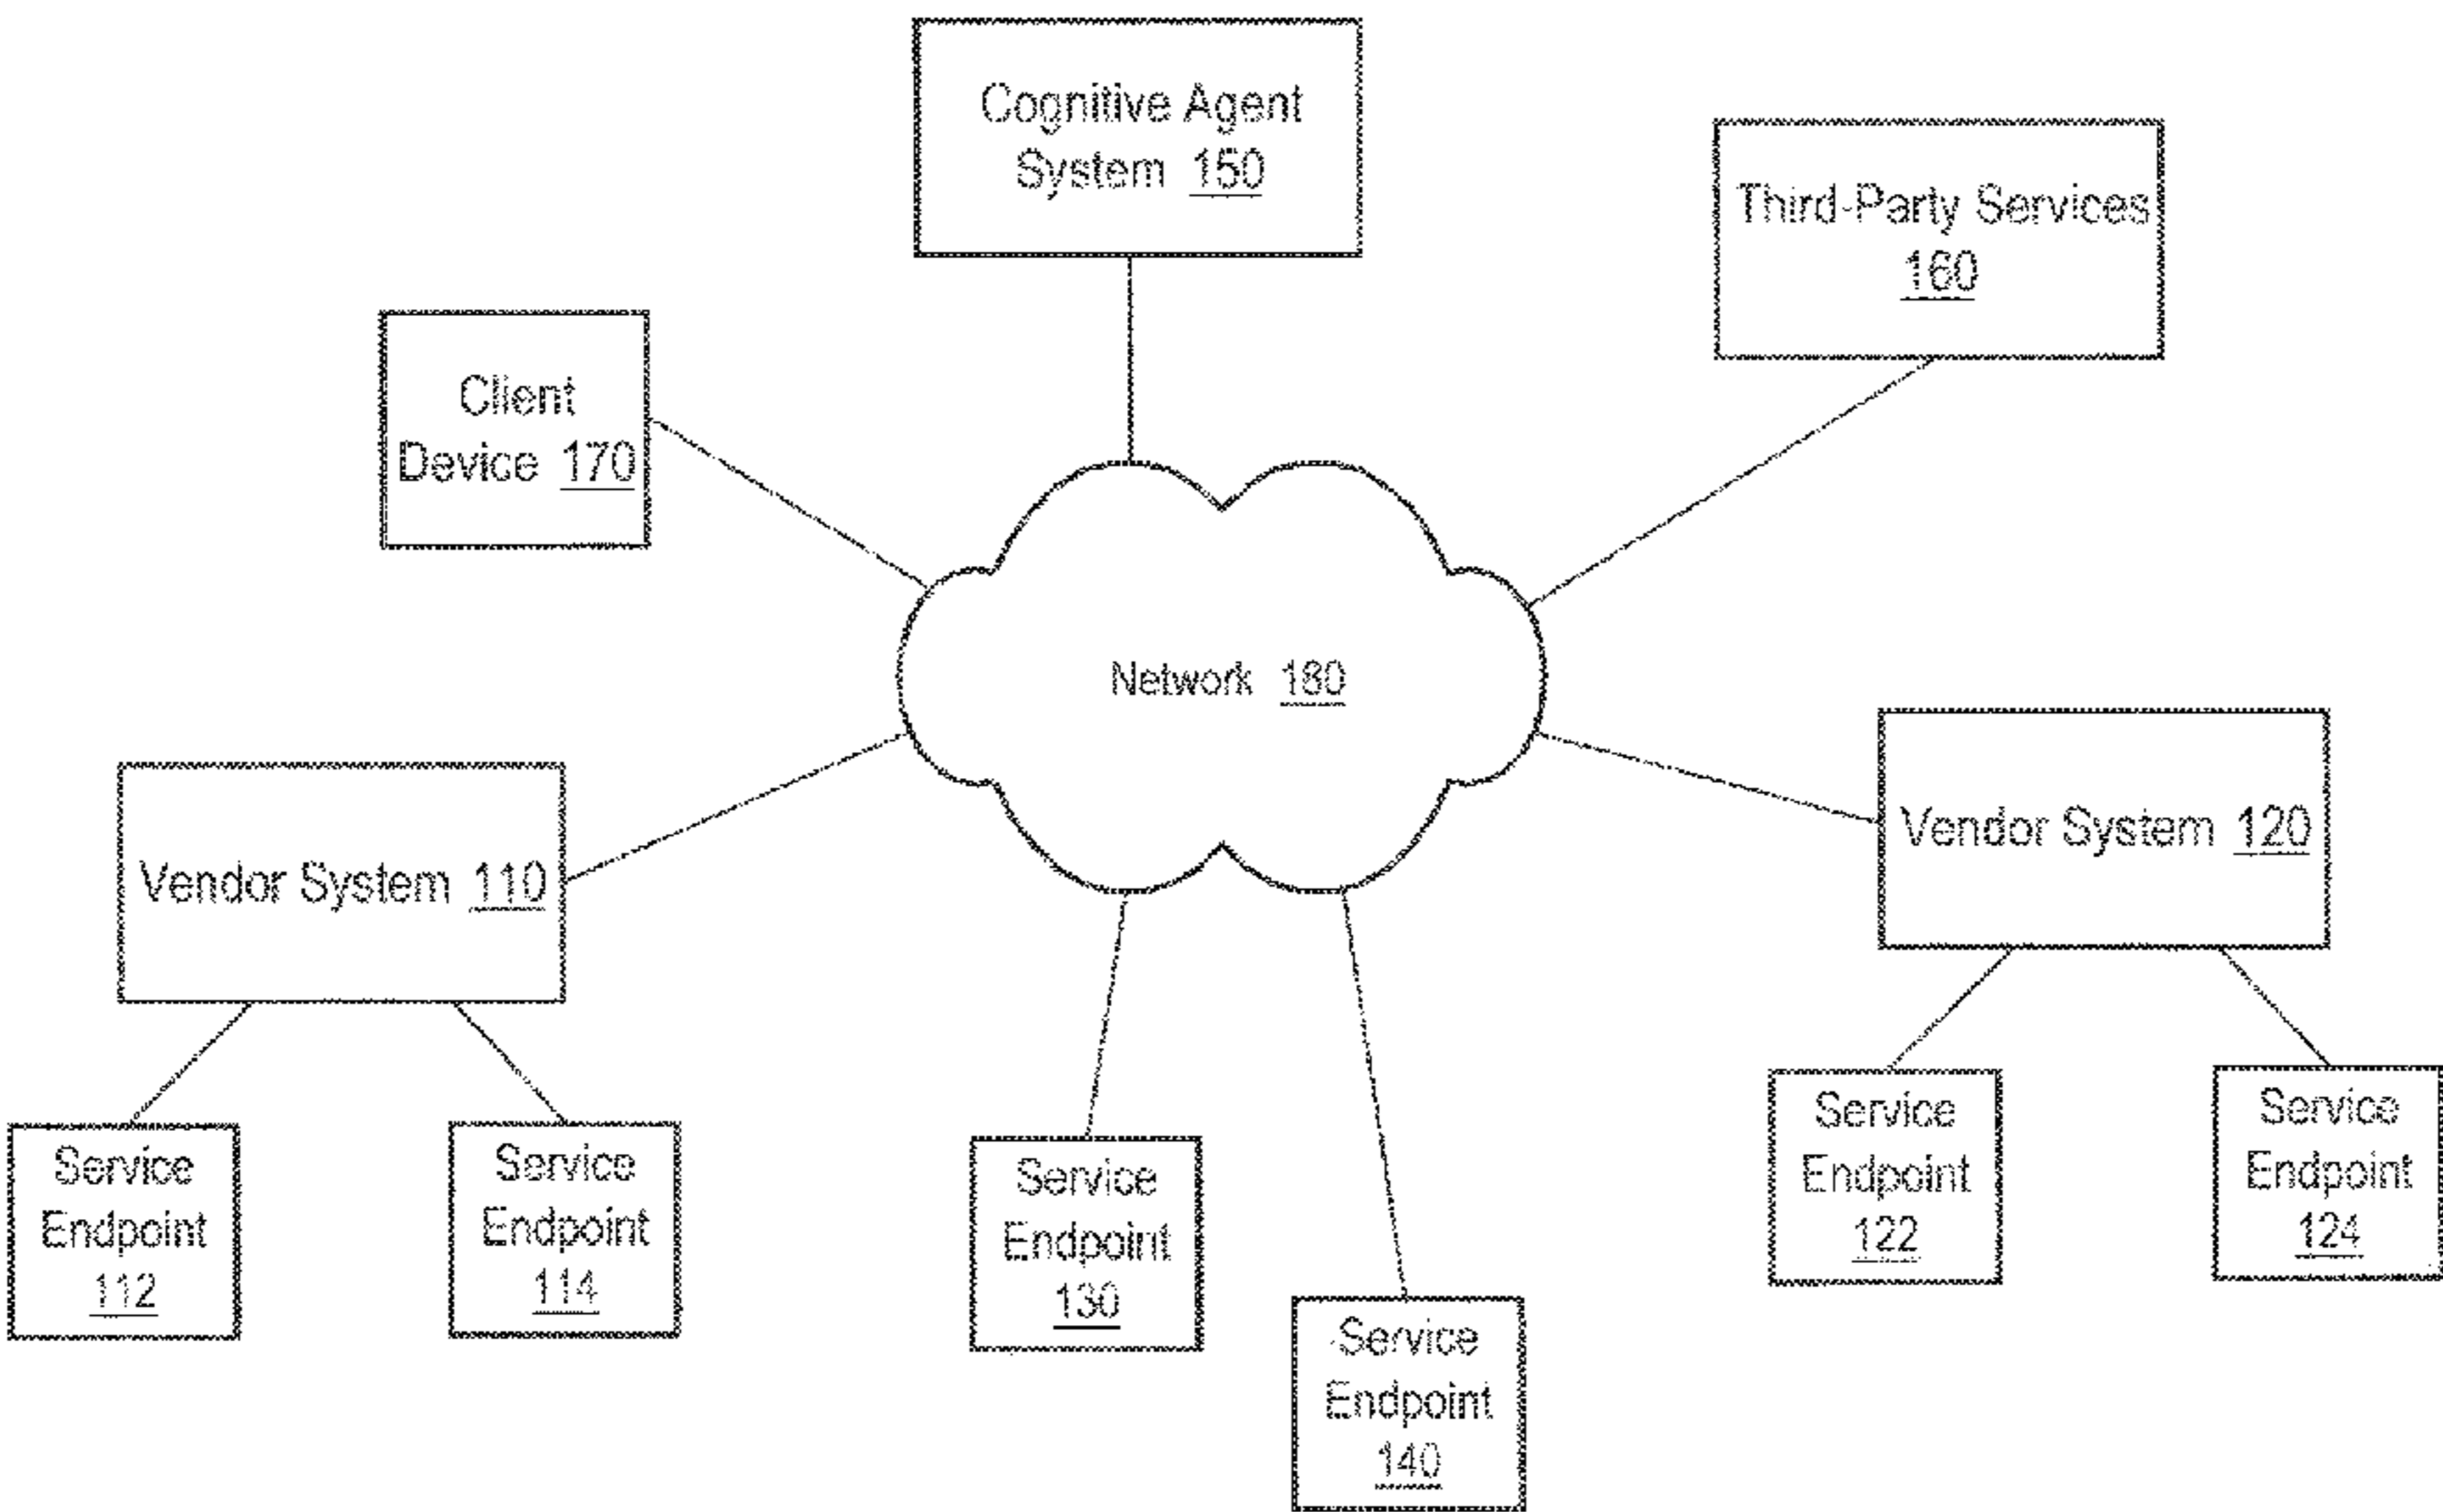 Cognitive Agent
System 150
Third-Party Services
160
Client
Device 170
Network 180
Vendor System 110
Vendor System 120
Service
Endpoint
112
Service
Endpoint
114
Service
Endpoint
130
Service
Endpoint
140
Service
Endpoint
122
Service
Endpoint
124